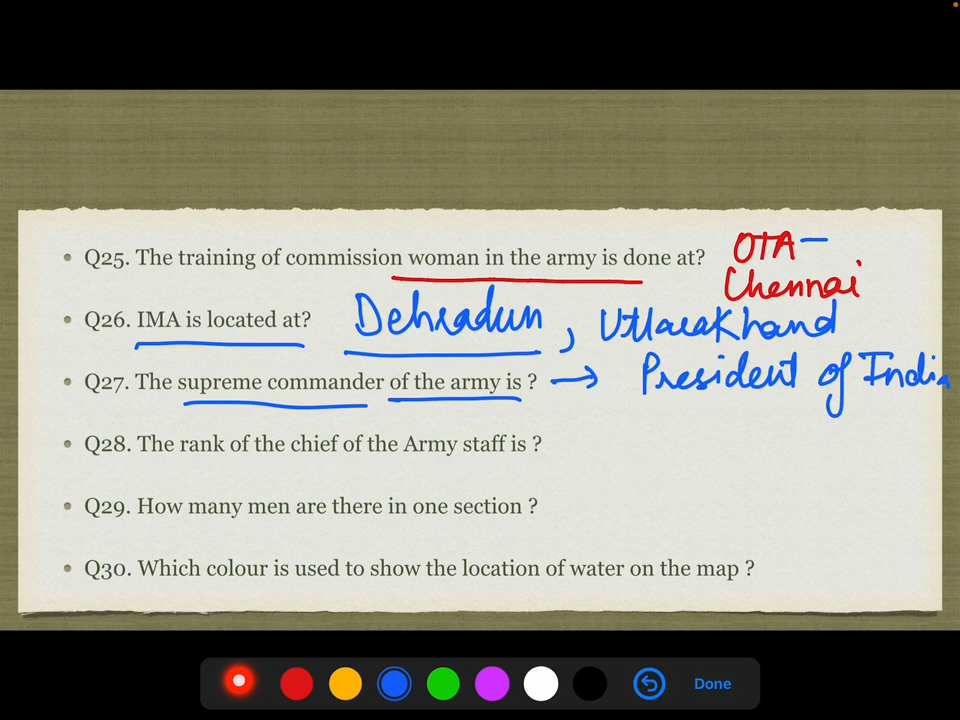 • Q25. The training of commission woman in the army is done at? OTA —
Chennai
• Q26. IMA is located at? Dehradun, Uttarakhand
• Q27. The supreme commander of the army is ? → President of India
• Q28. The rank of the chief of the Army staff is ?
• Q29. How many men are there in one section ?
• Q30. Which colour is used to show the location of water on the map ?
Done